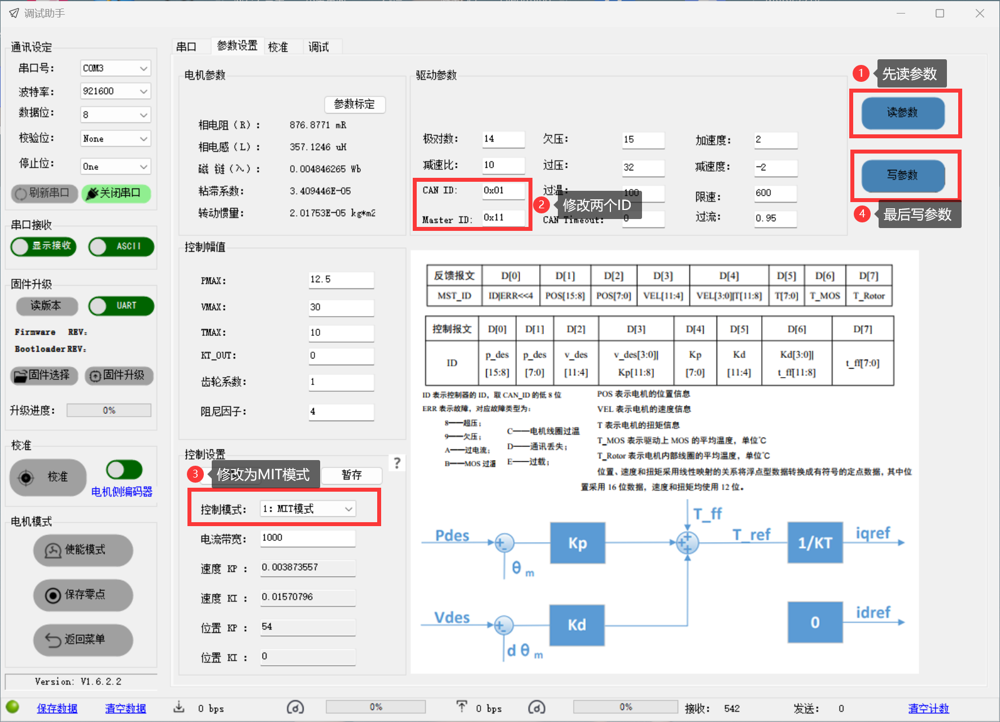 调试助手
通讯设定
串口号： COM3
波特率： 921600
数据位： 8
校验位： None
停止位： One
刷新串口 关闭串口
串口接收
显示接收 ASCII
固件升级
读版本 UART
Firmware REV:
Bootloader REV:
固件选择 固件升级
升级进度： 0%
校准
校准
电机侧编码器
电机模式
使能模式
保存零点
返回菜单
Version: V1.6.2.2
串口 参数设置 校准 调试
电机参数
参数标定
相电阻（R）： 876.8771 mR
相电感（L）： 357.1246 uH
磁 链（入）： 0.004846265 Wb
粘带系数： 3.409446E-05
转动惯量： 2.01753E-05 kg*m2
控制幅值
PMAX: 12.5
VMAX: 30
TMAX: 10
KT_OUT: 0
齿轮系数： 1
阻尼因子： 4
控制设置
?
3 修改为MIT模式 暂存
控制模式： 1: MIT模式
电流带宽： 1000
速度 KP ： 0.003873557
速度 KI ： 0.01570796
位置 KP ： 54
位置 KI ： 0
驱动参数
极对数： 14 欠压： 15 加速度： 2
减速比： 10 过压： 32 减速度： -2
CAN ID: 0x01 过温： 100 限速： 600
Master ID: 0x11 CAN Timeout: 0 过流： 0.95
2 修改两个ID
1 先读参数
读参数
写参数
4 最后写参数
反馈报文 D[0] D[1] D[2] D[3] D[4] D[5] D[6] D[7]
MST_ID ID|ERR<<4 POS[15:8] POS[7:0] VEL[11:4] VEL[3:0]|T[11:8] T[7:0] T_MOS T_Rotor
控制报文 D[0] D[1] D[2] D[3] D[4] D[5] D[6] D[7]
ID p_des [15:8] p_des [7:0] v_des [11:4] v_des[3:0]| Kp[11:8] Kp [7:0] Kd [11:4] Kd[3:0]| t_ff[11:8] t_ff[7:0]
ID 表示控制器的 ID，取 CAN_ID 的低 8 位
ERR 表示故障，对应故障类型为：
8——超压；
9——欠压；
A——过电流；
B——MOS 过温
C——电机线圈过温
D——通讯丢失；
E——过载；
POS 表示电机的位置信息
VEL 表示电机的速度信息
T 表示电机的扭矩信息
T_MOS 表示驱动上 MOS 的平均温度，单位℃
T_Rotor 表示电机内部线圈的平均温度，单位℃
位置、速度和扭矩采用线性映射的关系将浮点型数据转换成有符号的定点数据，其中位
置采用 16 位数据，速度和扭矩均使用 12 位。
Pdes + - θ m Kp T_ff + + + T_ref 1/KT iqref
Vdes + - d θ m Kd 0 idref
保存数据 清空数据 0 bps 0% 0 bps 0% 接收： 542 发送： 0 清空计数